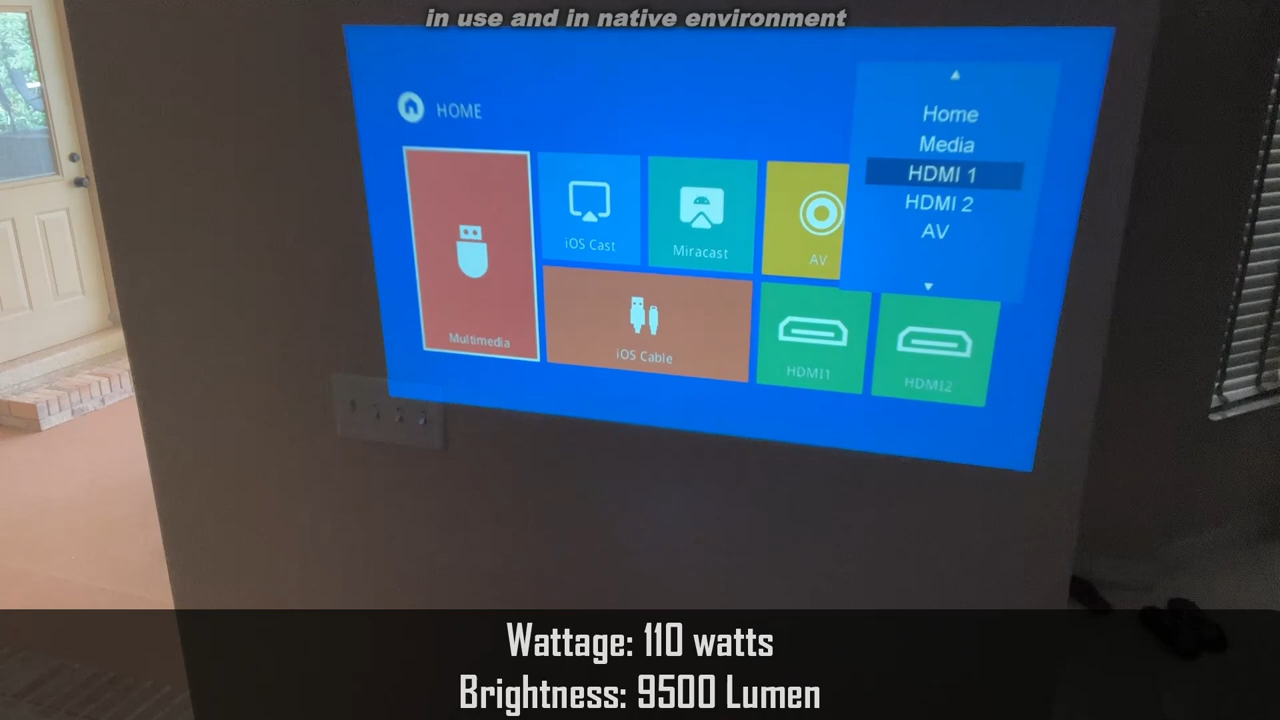 in use and in native environment
HOME
Home
Media
HDMI 1
HDMI 2
AV
iOS Cast
Miracast
AV
Multimedia
iOS Cable
HDMI1
HDMI2
Wattage: 110 watts
Brightness: 9500 Lumen